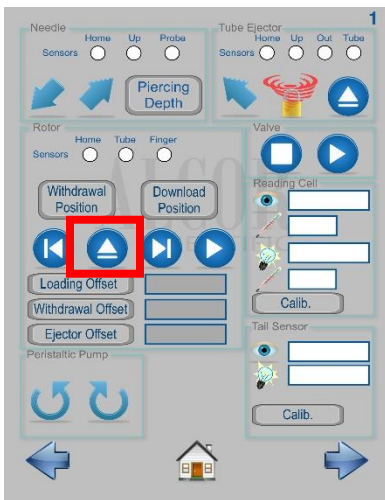 1
Needle
Home Up Probe
Sensors
Piercing
Depth
Tube Ejector
Home Up Out Tube
Sensors
Rotor
Home Tube Finger
Sensors
Withdrawal
Position
Download
Position
Loading Offset
Withdrawal Offset
Ejector Offset
Valve
Reading Cell
Calib.
Tail Sensor
Calib.
Peristaltic Pump